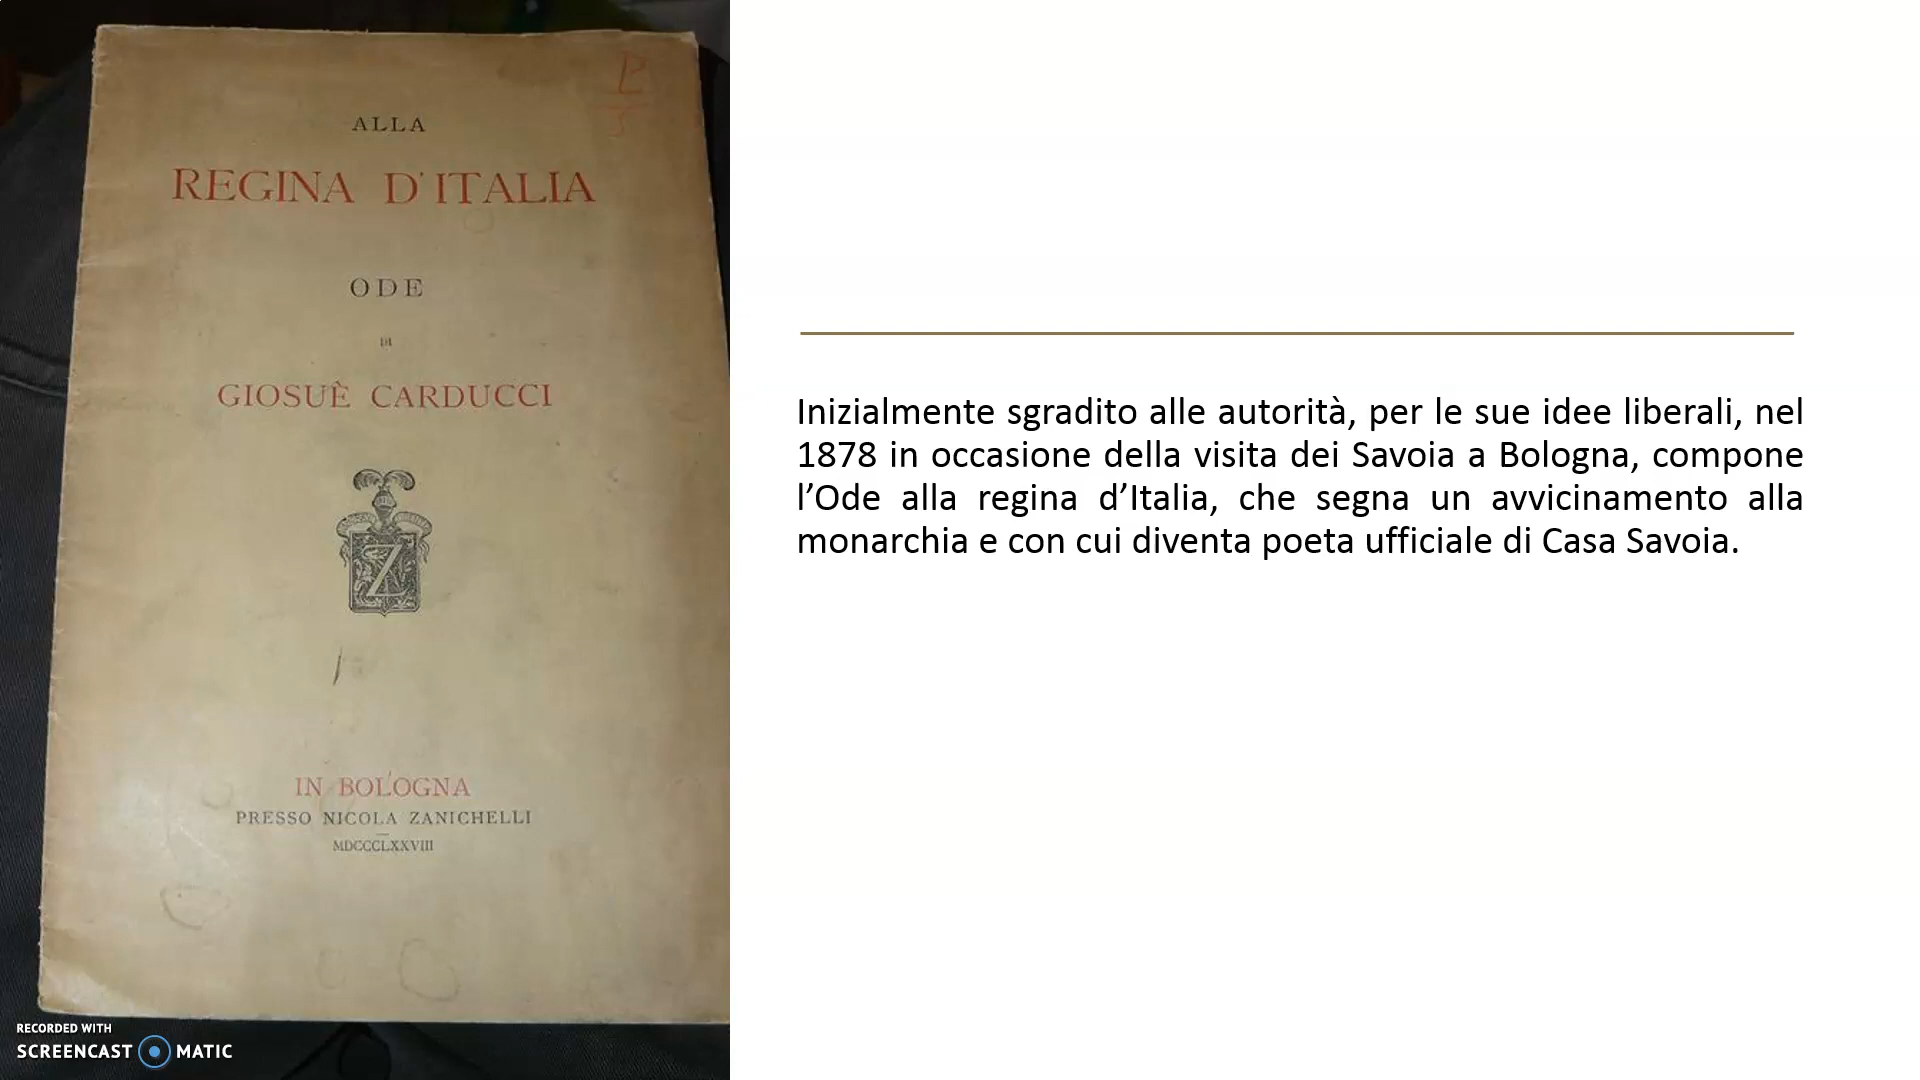 ALLA
REGINA D'ITALIA
ODE
DI
GIOSUÈ CARDUCCI
Z
IN BOLOGNA
PRESSO NICOLA ZANICHELLI
MDCCCLXXVIII
Inizialmente sgradito alle autorità, per le sue idee liberali, nel
1878 in occasione della visita dei Savoia a Bologna, compone
l’Ode alla regina d’Italia, che segna un avvicinamento alla
monarchia e con cui diventa poeta ufficiale di Casa Savoia.
RECORDED WITH
SCREENCAST MATIC